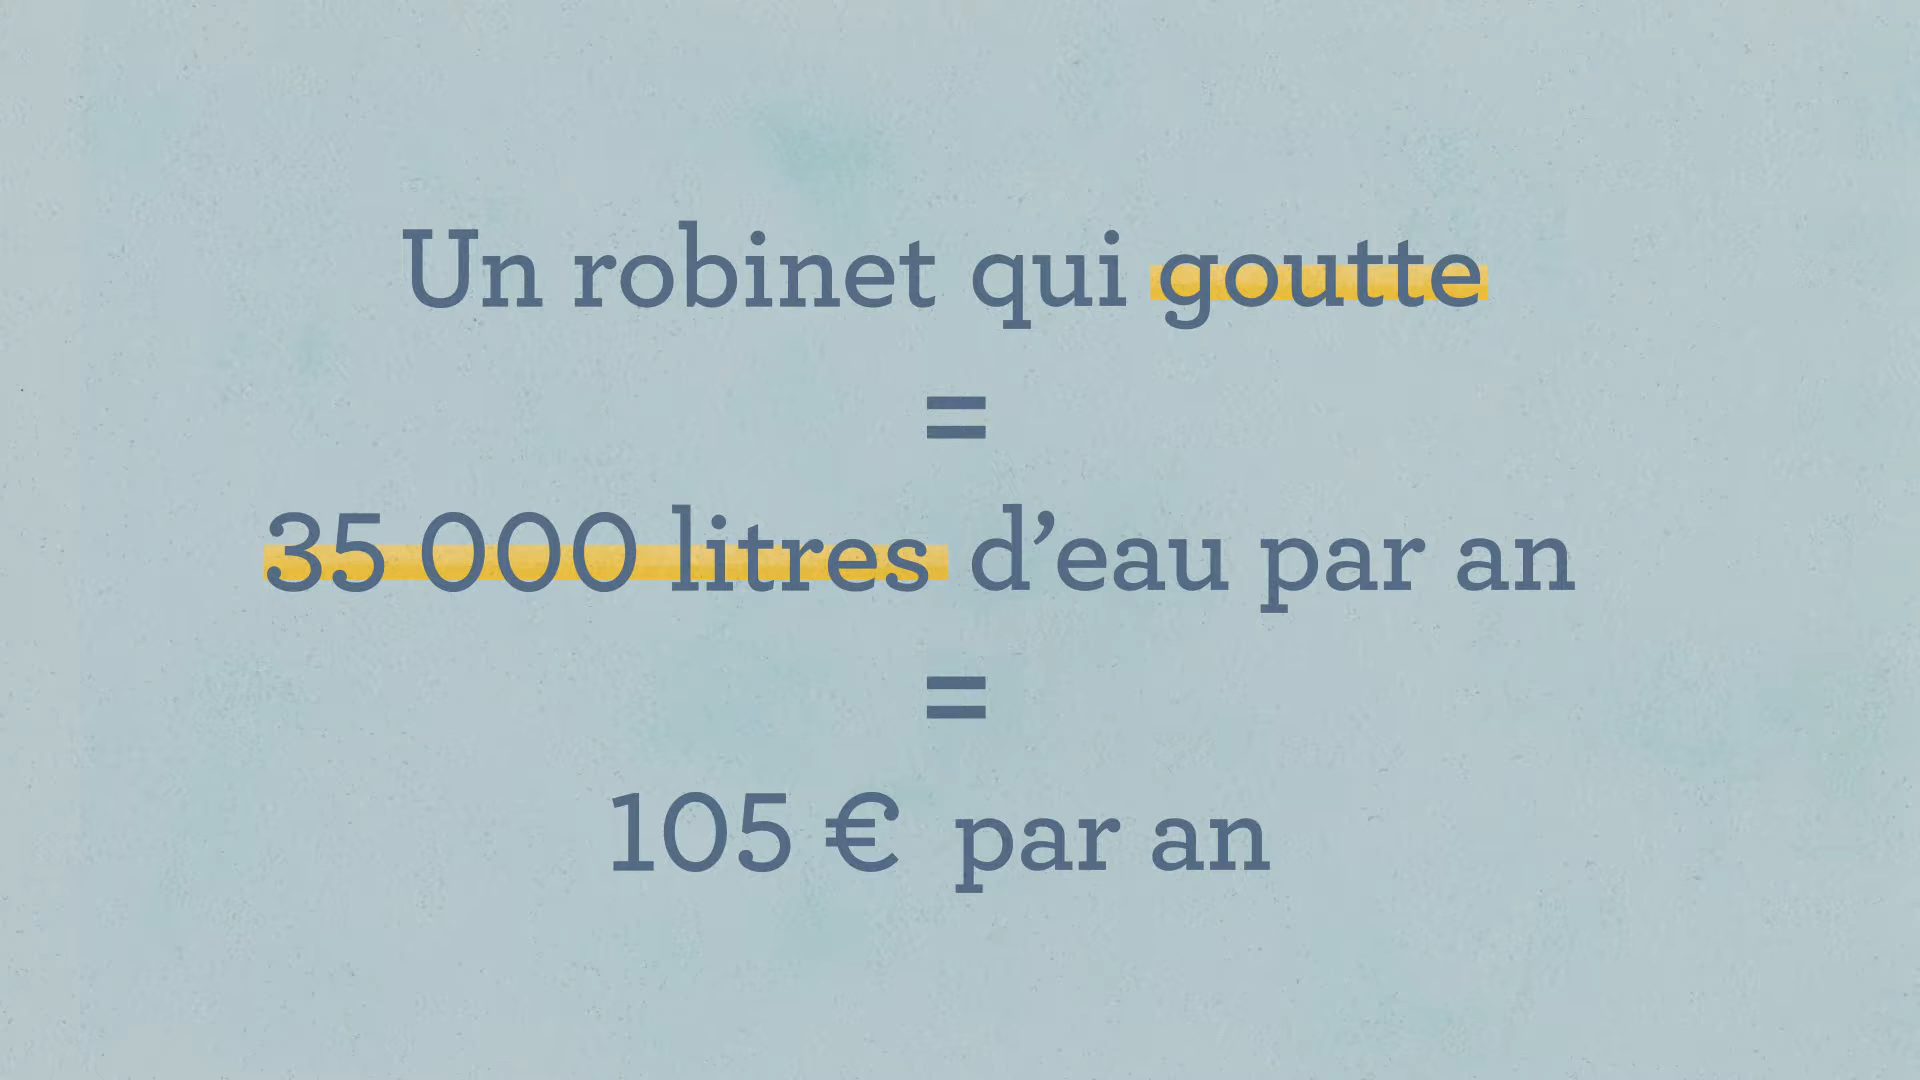 Un robinet qui goutte
=
35 000 litres d’eau par an
=
105 € par an